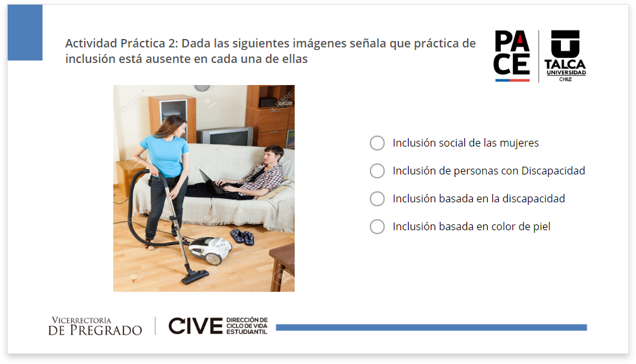 Actividad Práctica 2: Dada las siguientes imágenes señala que práctica de
inclusión está ausente en cada una de ellas
PA
CE
TALCA
UNIVERSIDAD
CHILE
Inclusión social de las mujeres
Inclusión de personas con Discapacidad
Inclusión basada en la discapacidad
Inclusión basada en color de piel
VICERRECTORÍA
DE PREGRADO
CIVE
DIRECCIÓN DE
CICLO DE VIDA
ESTUDIANTIL